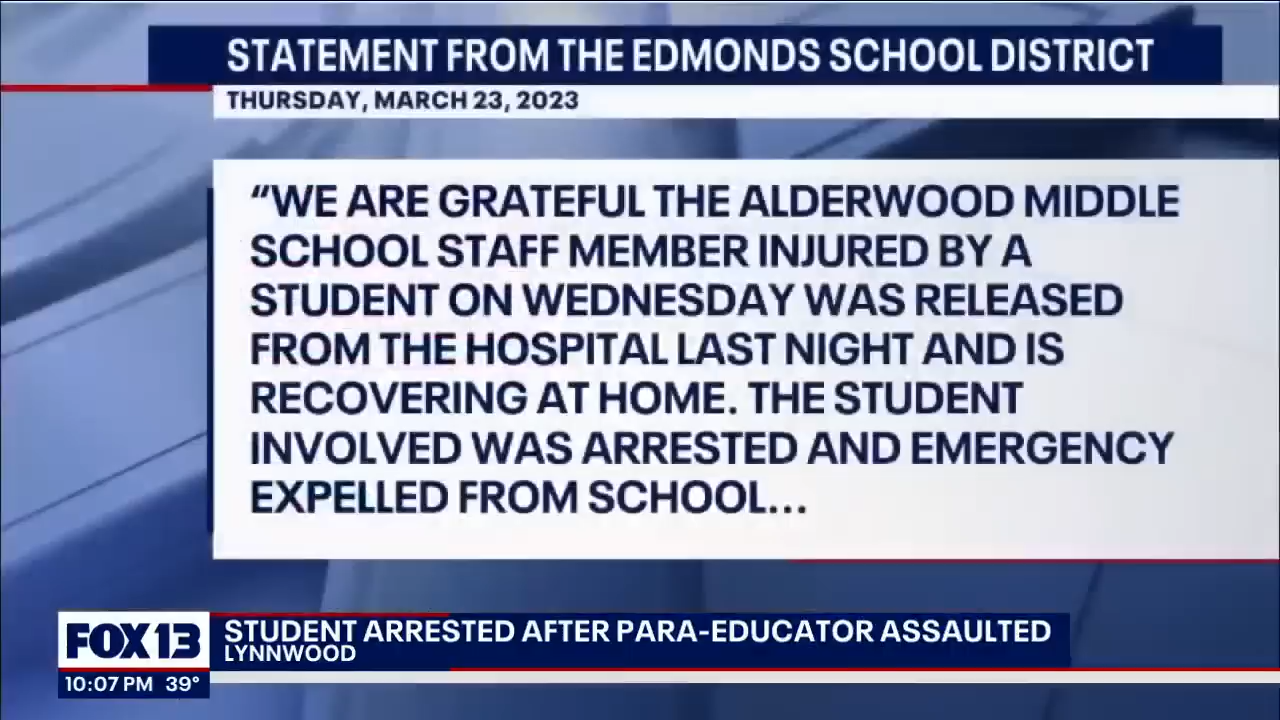 STATEMENT FROM THE EDMONDS SCHOOL DISTRICT
THURSDAY, MARCH 23, 2023
“WE ARE GRATEFUL THE ALDERWOOD MIDDLE
SCHOOL STAFF MEMBER INJURED BY A
STUDENT ON WEDNESDAY WAS RELEASED
FROM THE HOSPITAL LAST NIGHT AND IS
RECOVERING AT HOME. THE STUDENT
INVOLVED WAS ARRESTED AND EMERGENCY
EXPELLED FROM SCHOOL...
FOX 13
STUDENT ARRESTED AFTER PARA-EDUCATOR ASSAULTED
LYNNWOOD
10:07 PM 39°